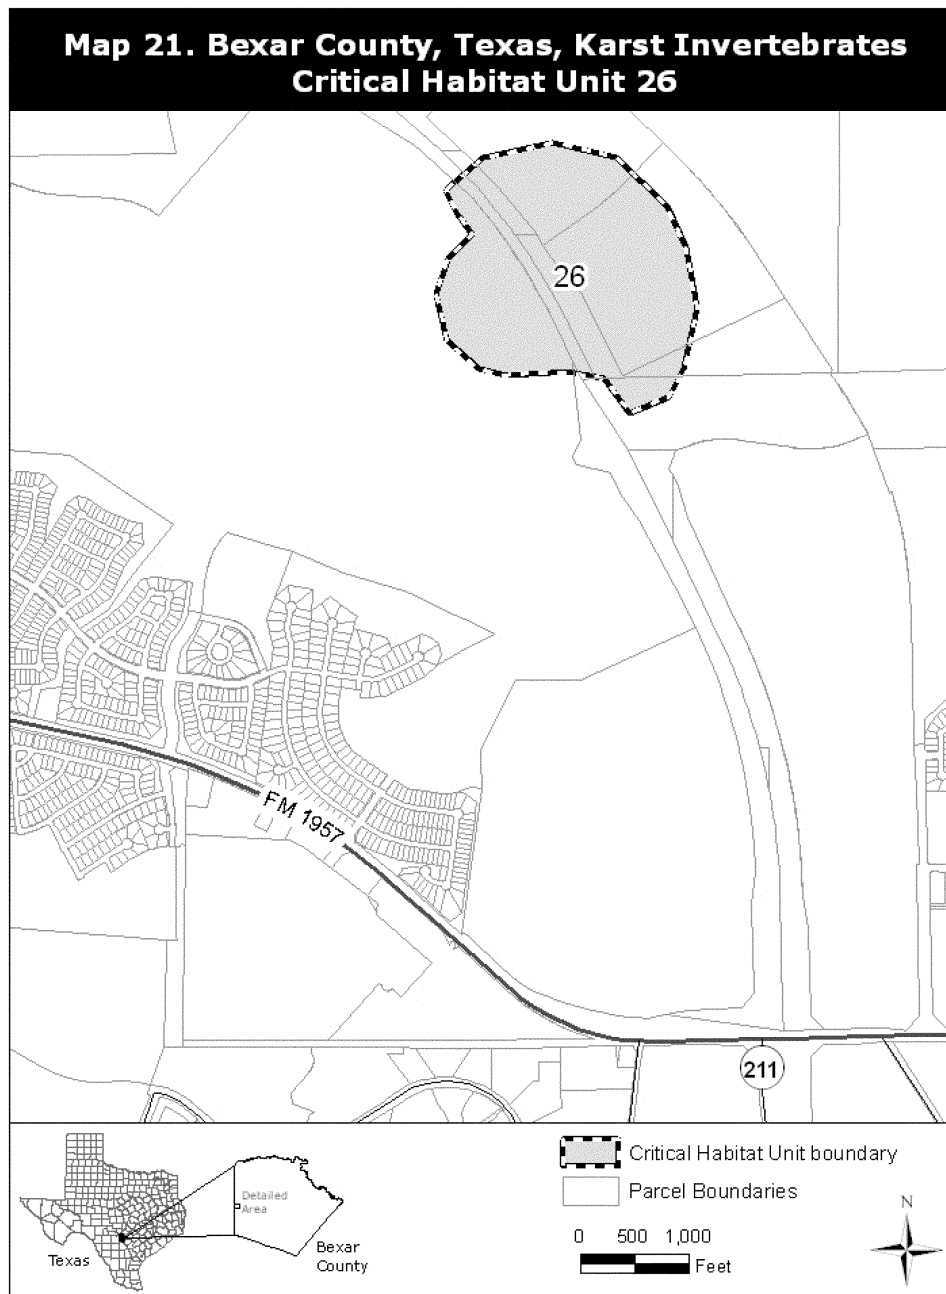 Map 21. Bexar County, Texas, Karst Invertebrates
Critical Habitat Unit 26
26
FM 1957
211
Critical Habitat Unit boundary
Parcel Boundaries
Detailed
Area
Texas
Bexar
County
N
0 500 1,000
Feet